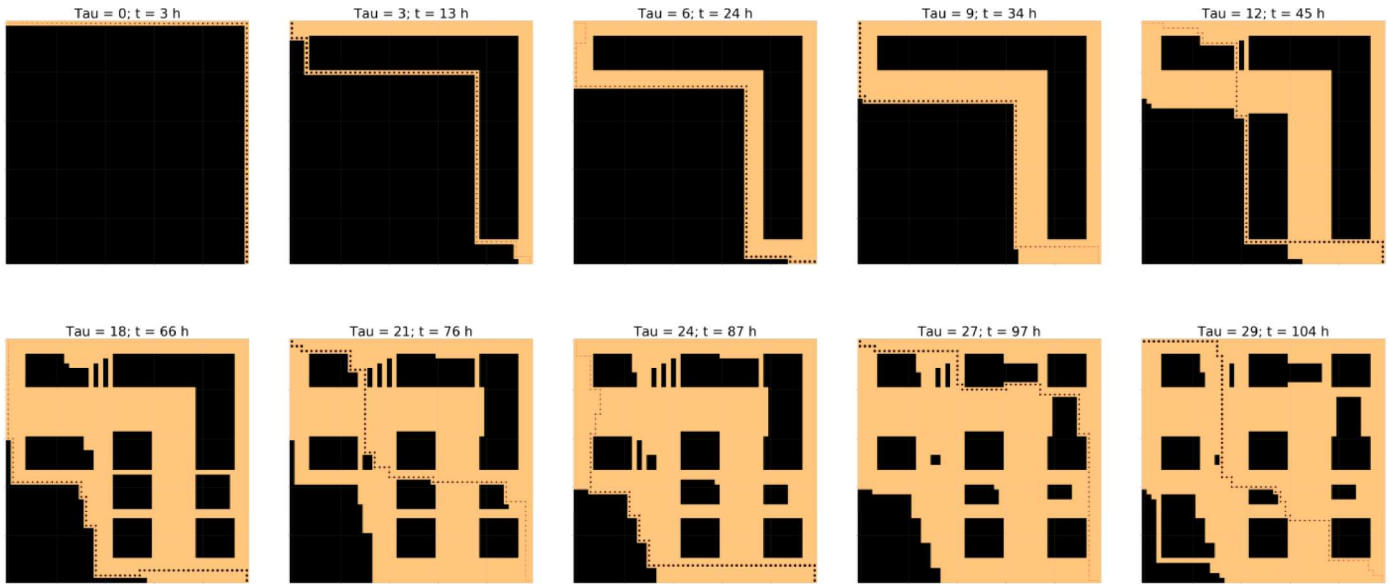 Tau = 0; t = 3 h
Tau = 3; t = 13 h
Tau = 6; t = 24 h
Tau = 9; t = 34 h
Tau = 12; t = 45 h
Tau = 18; t = 66 h
Tau = 21; t = 76 h
Tau = 24; t = 87 h
Tau = 27; t = 97 h
Tau = 29; t = 104 h